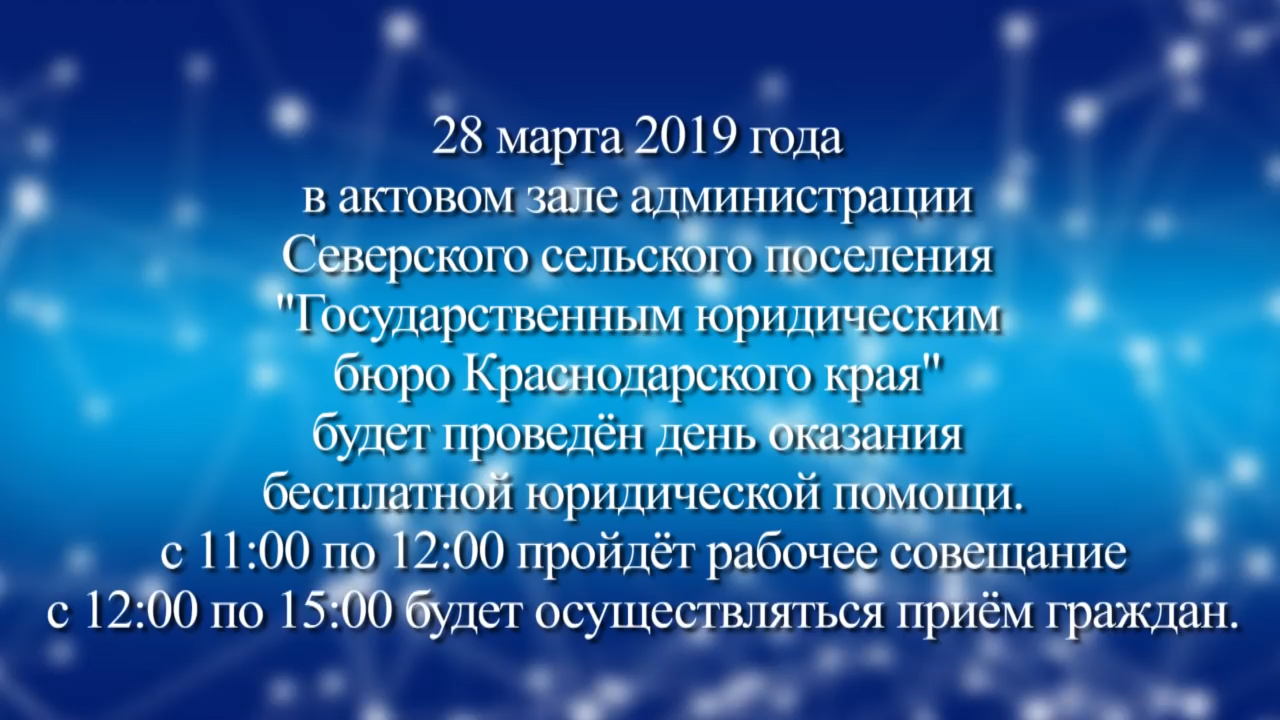 28 марта 2019 года
в актовом зале администрации
Северского сельского поселения
"Государственным юридическим
бюро Краснодарского края"
будет проведён день оказания
бесплатной юридической помощи.
с 11:00 по 12:00 пройдёт рабочее совещание
с 12:00 по 15:00 будет осуществляться приём граждан.